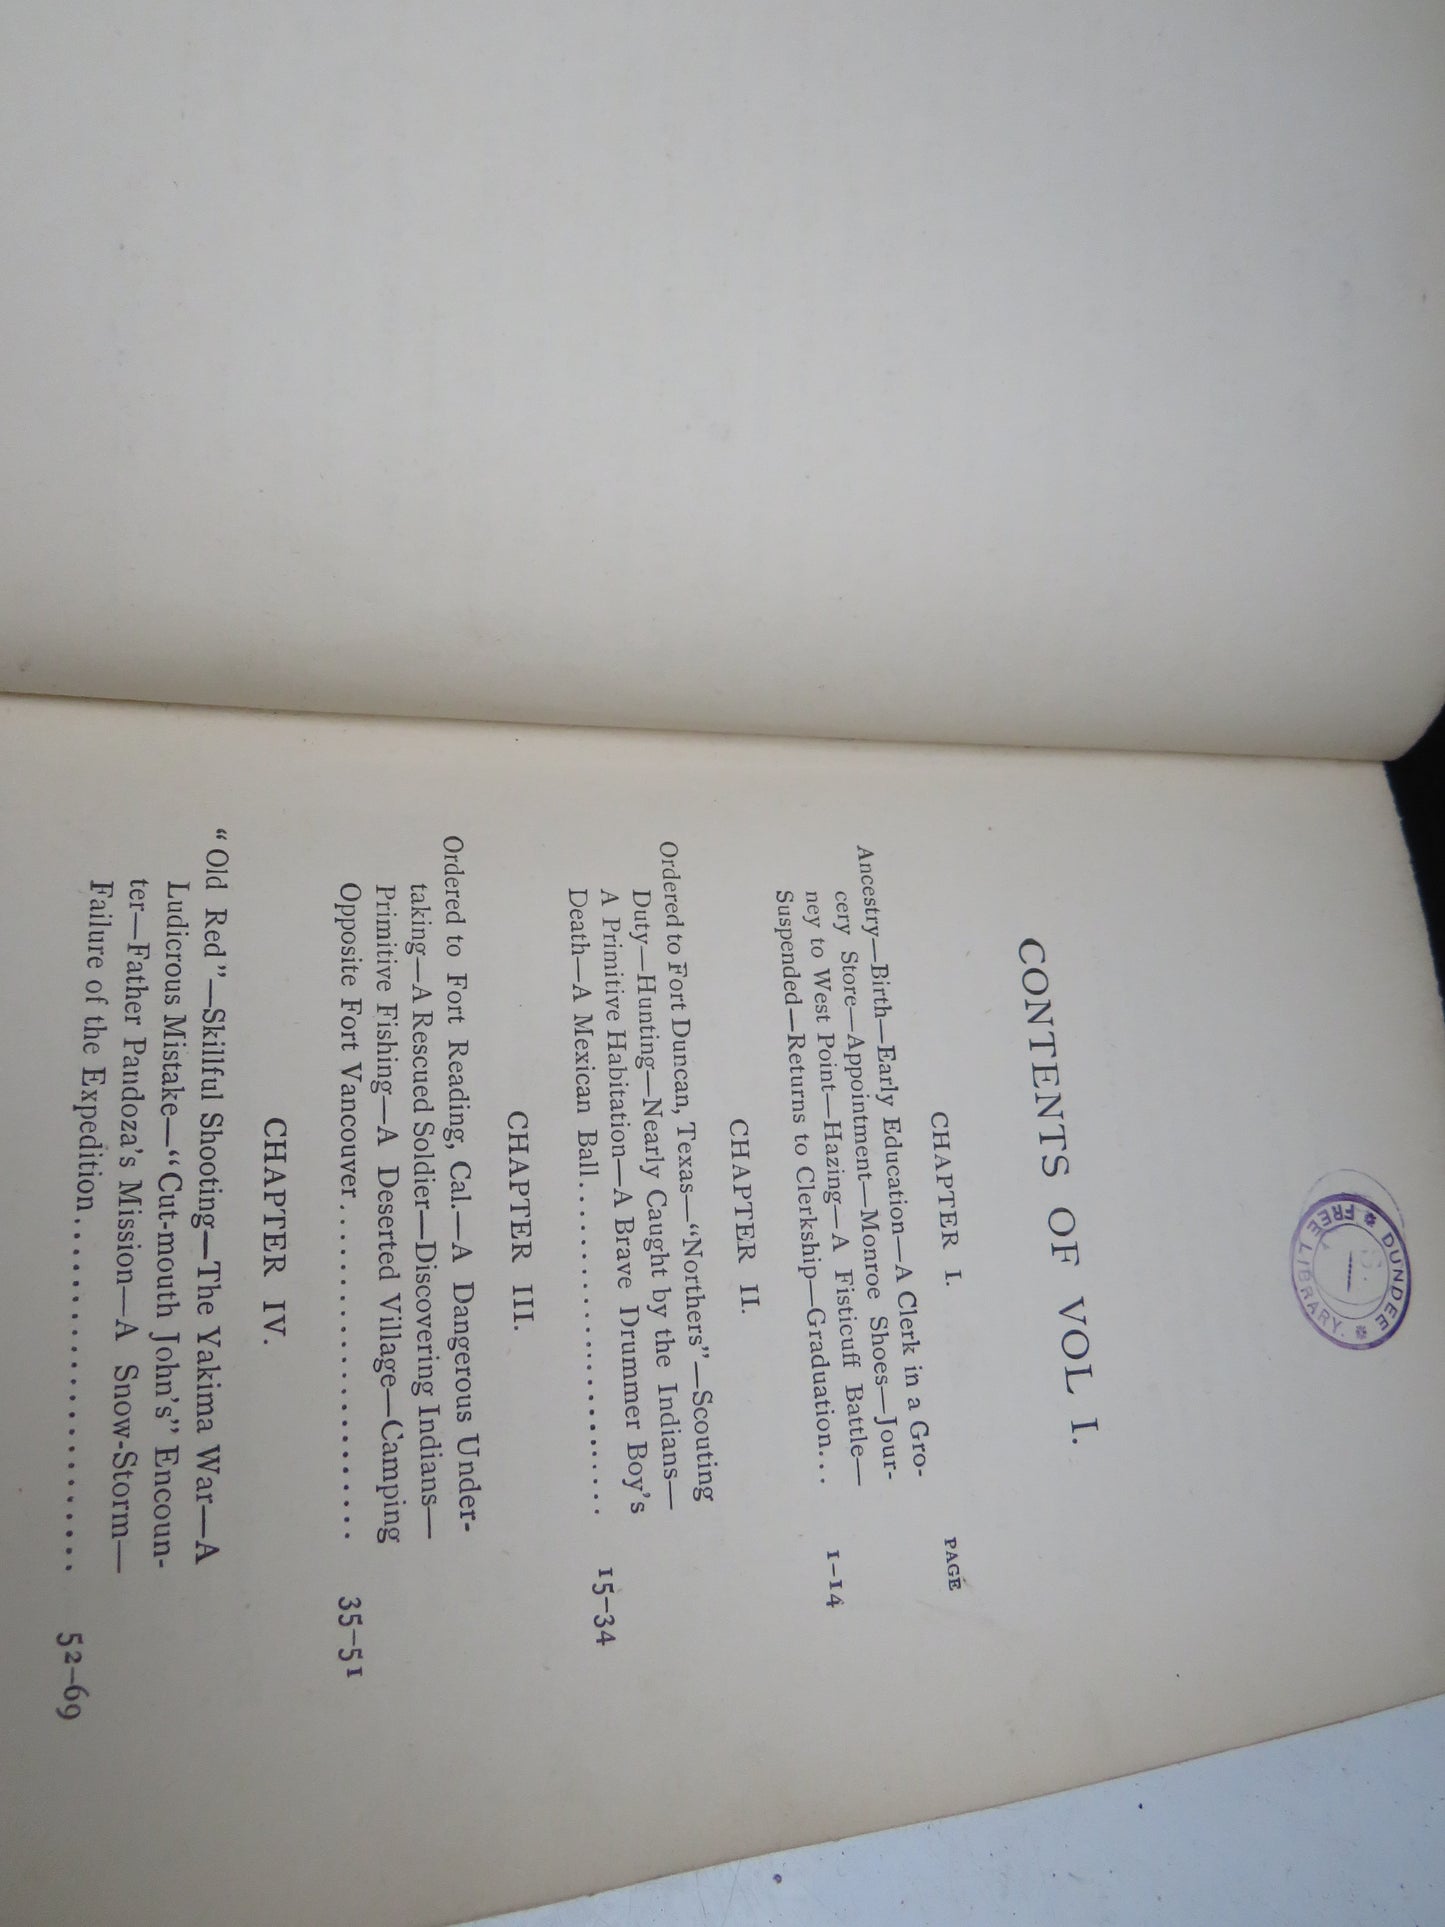 DUNDEE
FREE LIBRARY.
CONTENTS OF VOL I.
CHAPTER I.
PAGE
Ancestry—Birth—Early Education—A Clerk in a Gro-
cery Store—Appointment—Monroe Shoes—Jour-
ney to West Point—Hazing—A Fisticuff Battle—
Suspended—Returns to Clerkship—Graduation... 1-14
CHAPTER II.
Ordered to Fort Duncan, Texas—"Northers"—Scouting
Duty—Hunting—Nearly Caught by the Indians—
A Primitive Habitation—A Brave Drummer Boy's
Death—A Mexican Ball........................... 15-34
CHAPTER III.
Ordered to Fort Reading, Cal.—A Dangerous Under-
taking—A Rescued Soldier—Discovering Indians—
Primitive Fishing—A Deserted Village—Camping
Opposite Fort Vancouver......................... 35-51
CHAPTER IV.
"Old Red"—Skillful Shooting—The Yakima War—A
Ludicrous Mistake—"Cut-mouth John's" Encoun-
ter—Father Pandoza's Mission—A Snow-Storm—
Failure of the Expedition........................ 52-69